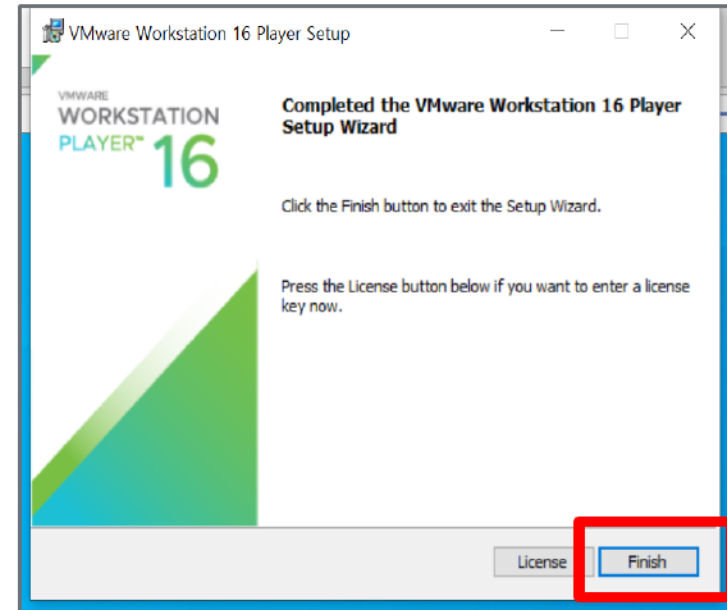 VMware Workstation 16 Player Setup
VMWARE
WORKSTATION
PLAYER™ 16
Completed the VMware Workstation 16 Player
Setup Wizard
Click the Finish button to exit the Setup Wizard.
Press the License button below if you want to enter a license
key now.
License
Finish